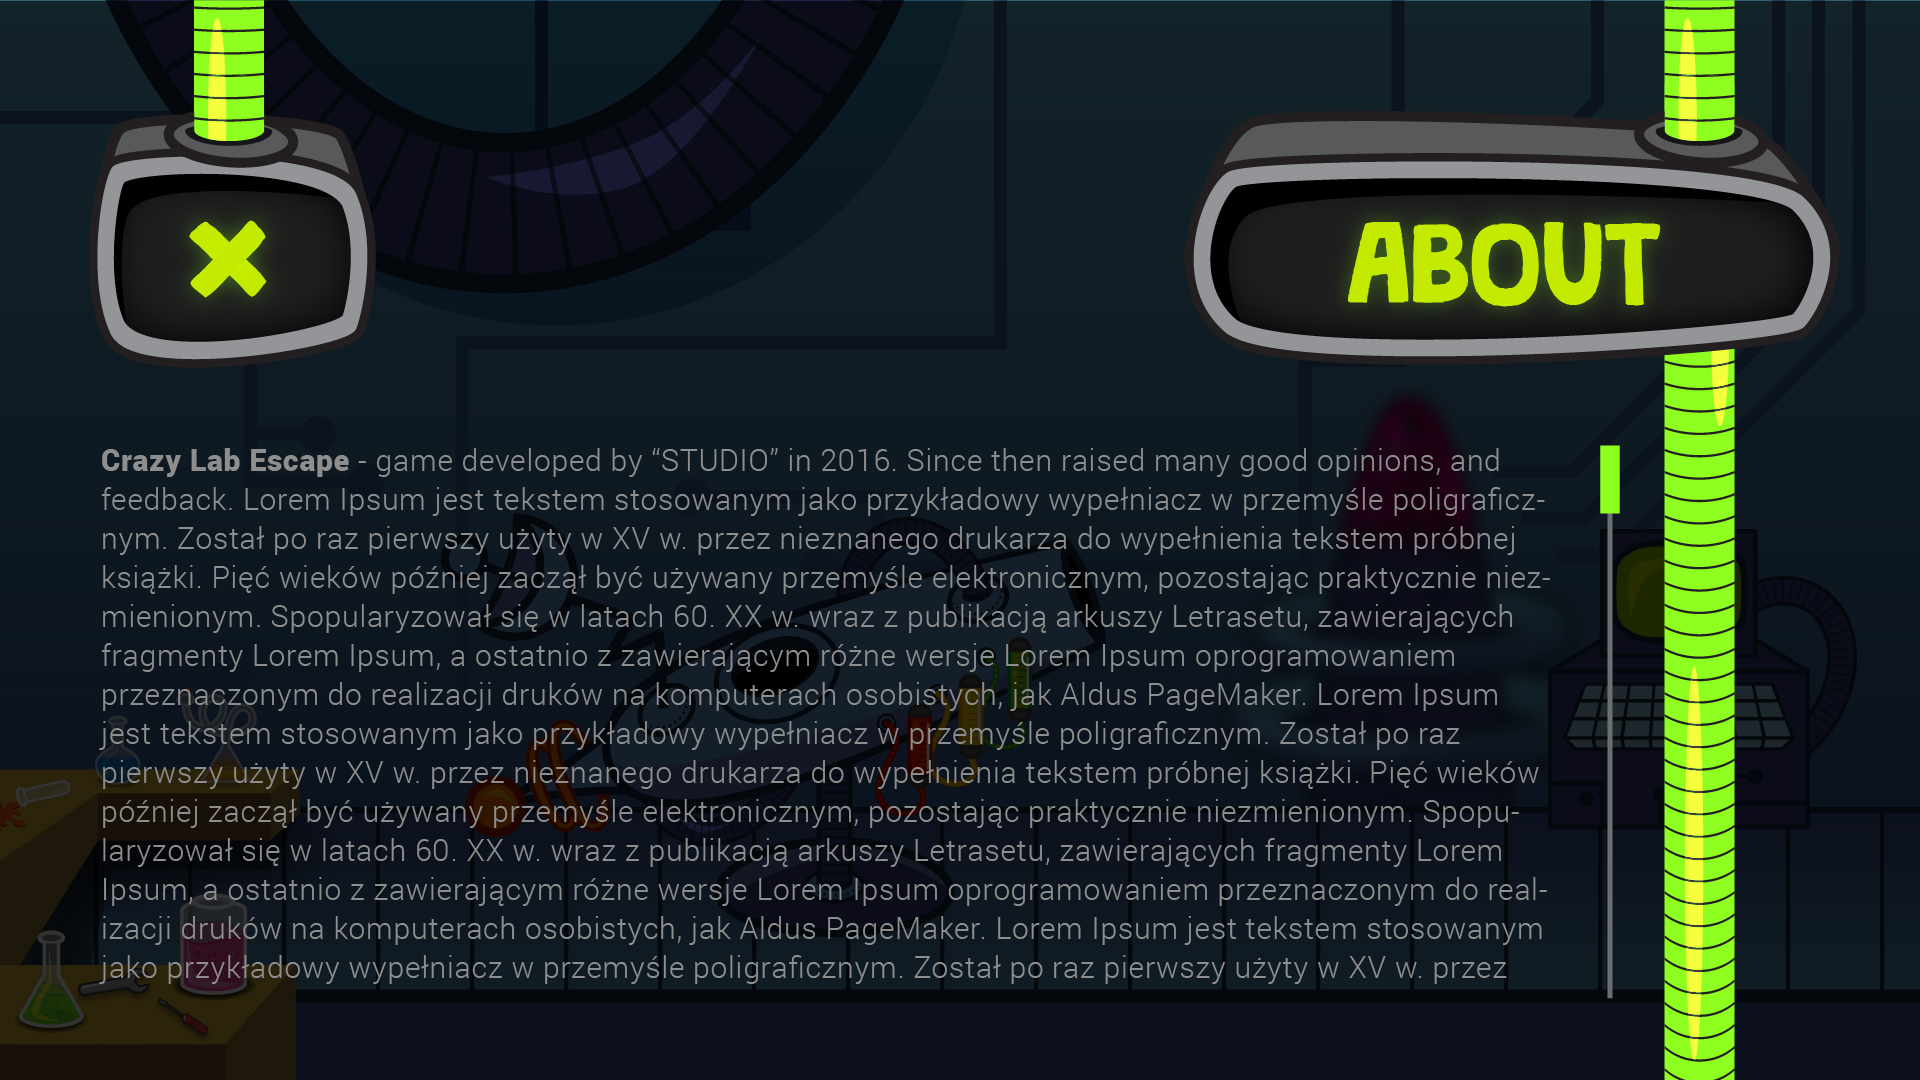 ABOUT
Crazy Lab Escape - game developed by “STUDIO” in 2016. Since then raised many good opinions, and
feedback. Lorem Ipsum jest tekstem stosowanym jako przykładowy wypełniacz w przemyśle poligraficz-
nym. Został po raz pierwszy użyty w XV w. przez nieznanego drukarza do wypełnienia tekstem próbnej
książki. Pięć wieków później zaczął być używany przemyśle elektronicznym, pozostając praktycznie niez-
mienionym. Spopularyzował się w latach 60. XX w. wraz z publikacją arkuszy Letrasetu, zawierających
fragmenty Lorem Ipsum, a ostatnio z zawierającym różne wersje Lorem Ipsum oprogramowaniem
przeznaczonym do realizacji druków na komputerach osobistych, jak Aldus PageMaker. Lorem Ipsum
jest tekstem stosowanym jako przykładowy wypełniacz w przemyśle poligraficznym. Został po raz
pierwszy użyty w XV w. przez nieznanego drukarza do wypełnienia tekstem próbnej książki. Pięć wieków
później zaczął być używany przemyśle elektronicznym, pozostając praktycznie niezmienionym. Spopu-
laryzował się w latach 60. XX w. wraz z publikacją arkuszy Letrasetu, zawierających fragmenty Lorem
Ipsum, a ostatnio z zawierającym różne wersje Lorem Ipsum oprogramowaniem przeznaczonym do real-
izacji druków na komputerach osobistych, jak Aldus PageMaker. Lorem Ipsum jest tekstem stosowanym
jako przykładowy wypełniacz w przemyśle poligraficznym. Został po raz pierwszy użyty w XV w. przez